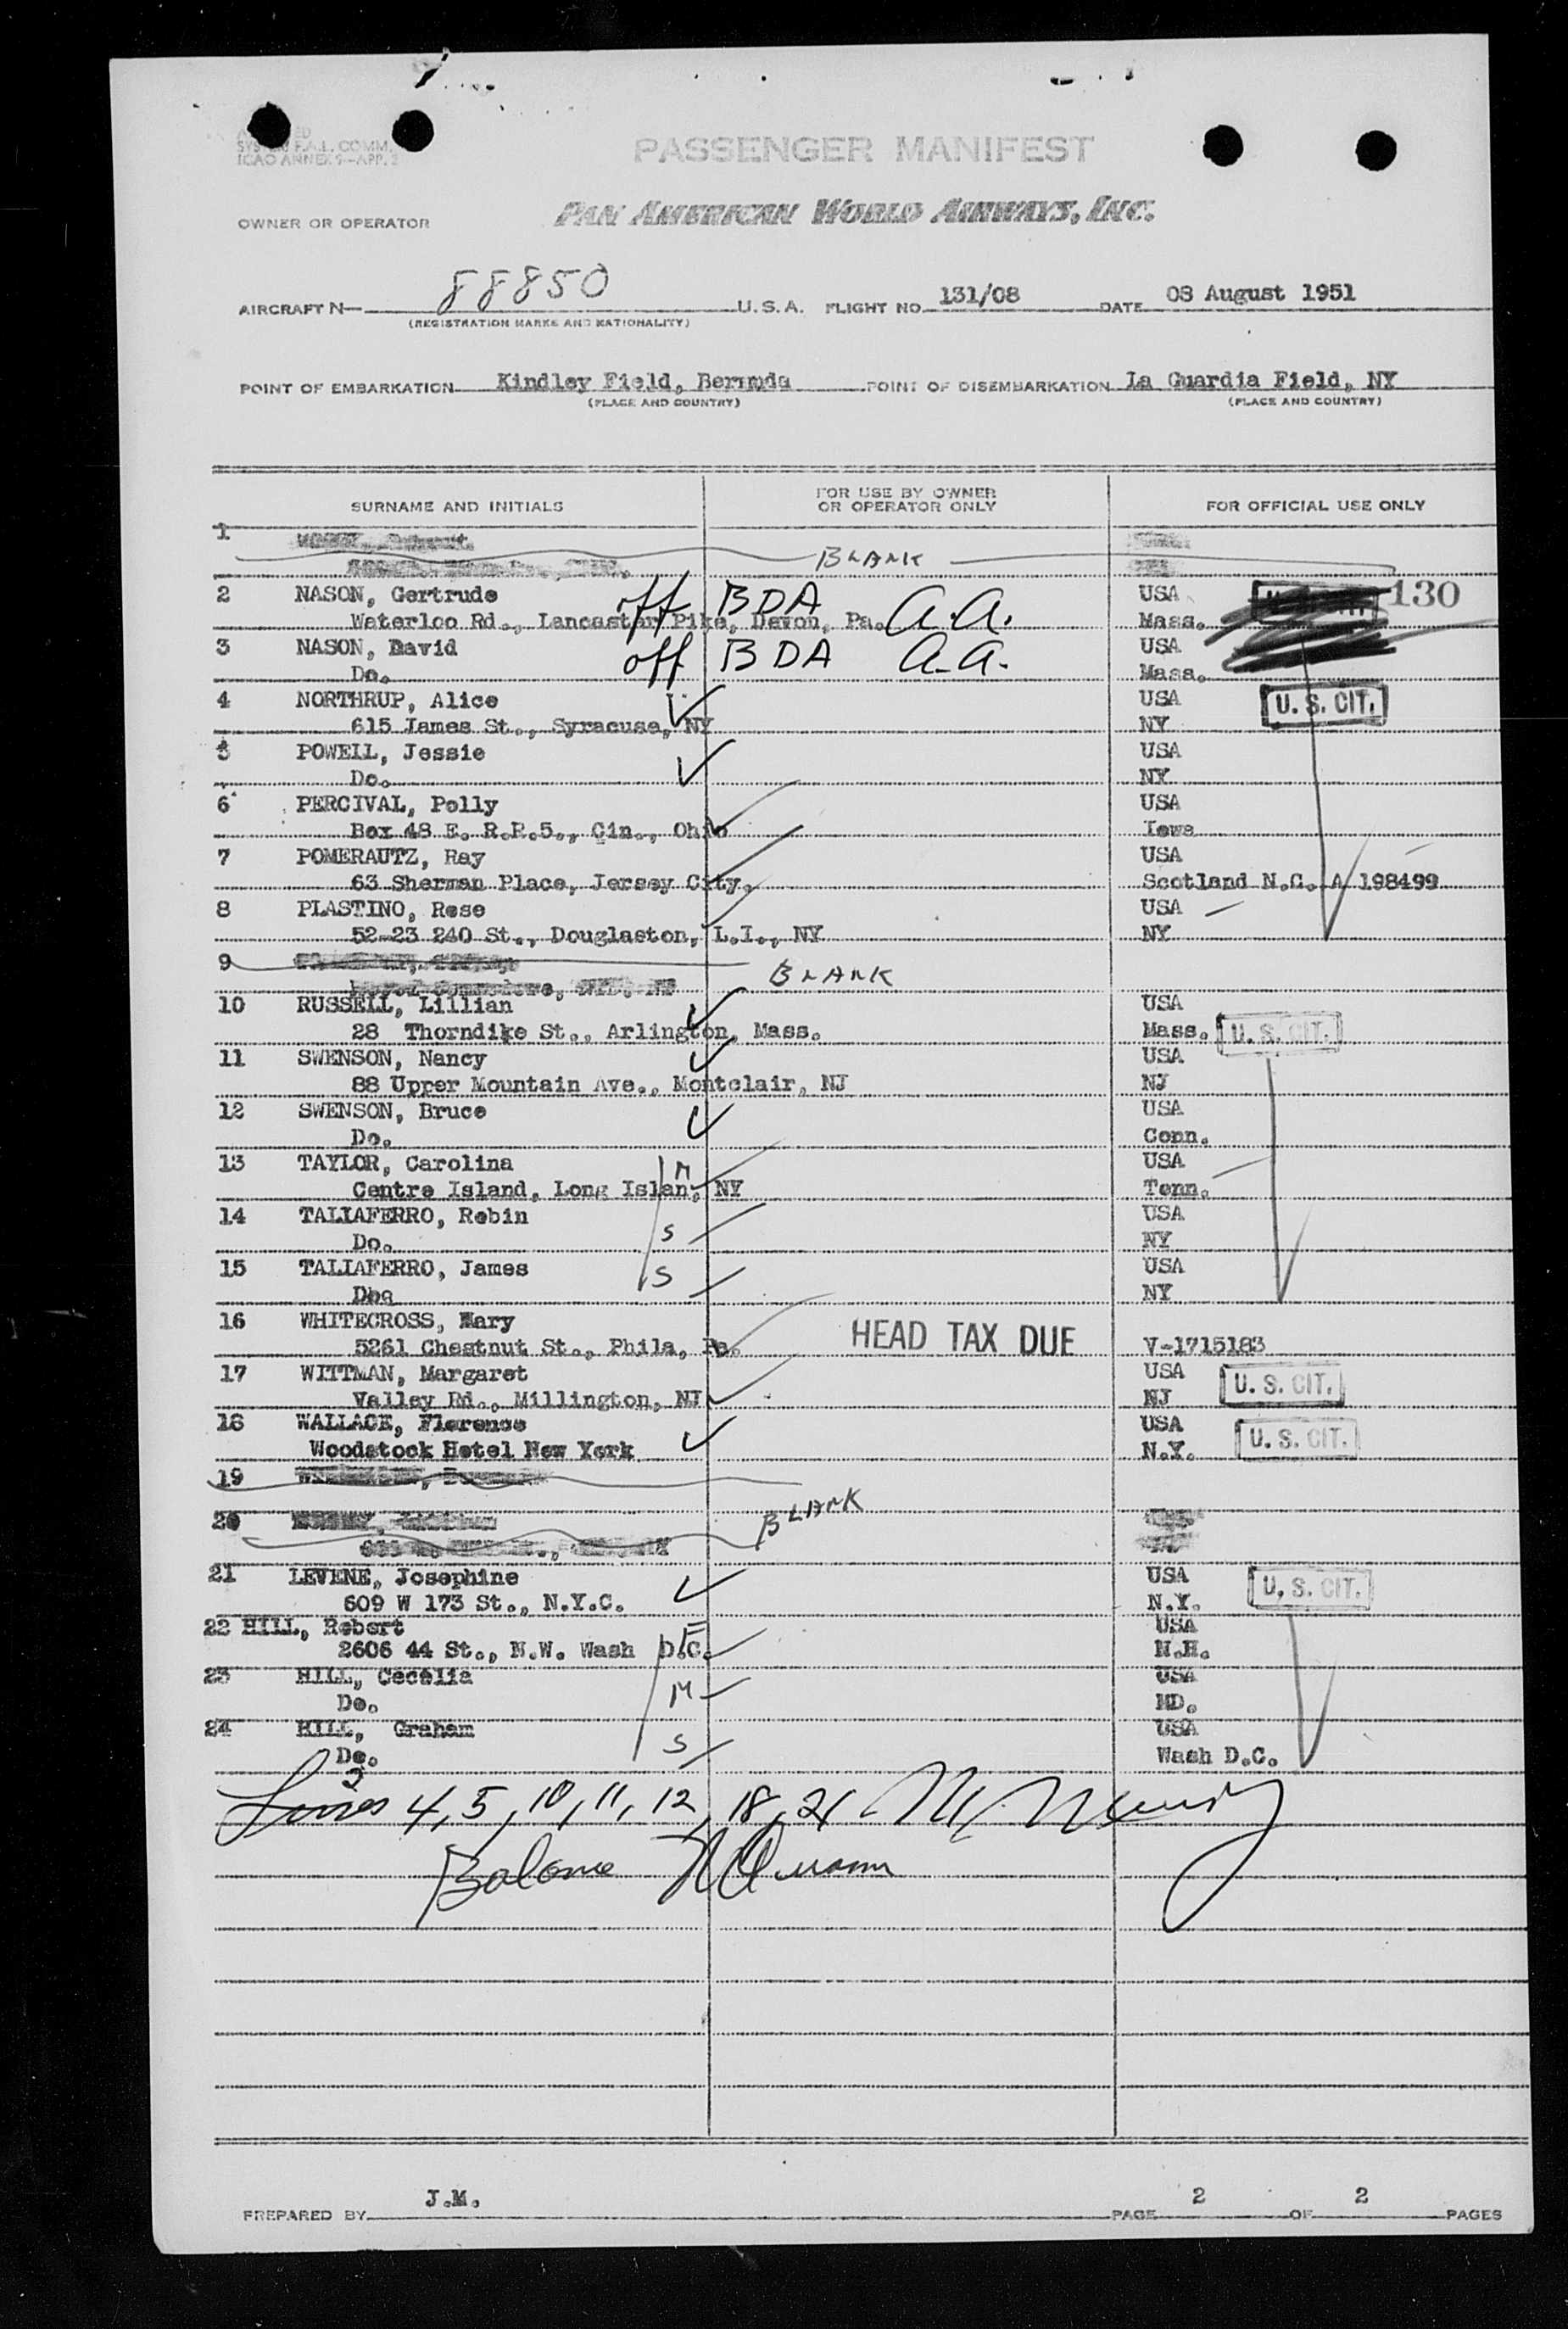 SYSTEM F.A.L. COMM.
ICAO ANNEX 9—APP. 3
PASSENGER MANIFEST
OWNER OR OPERATOR PAN AMERICAN WORLD AIRWAYS, INC.
AIRCRAFT N— 88850 U.S.A. FLIGHT NO. 131/08 DATE 08 August 1951
(REGISTRATION MARKS AND NATIONALITY)
POINT OF EMBARKATION Kindley Field, Bermuda POINT OF DISEMBARKATION La Guardia Field, NY
(PLACE AND COUNTRY) (PLACE AND COUNTRY)
SURNAME AND INITIALS FOR USE BY OWNER OR OPERATOR ONLY FOR OFFICIAL USE ONLY
1 BLANK
2 NASON, Gertrude off BDA a.a. USA 130
Waterloo Rd., Lancaster Pike, Devon, Pa. Mass.
3 NASON, David off BDA a.a. USA
Do. Mass.
4 NORTHRUP, Alice USA U. S. CIT.
615 James St., Syracuse, NY NY
5 POWELL, Jessie USA
Do. NY
6 PERCIVAL, Polly USA
Box 48 E. R.R.5., Cin., Ohio Iowa
7 POMERAUTZ, Ray USA
63 Sherman Place, Jersey City, Scotland N.C. A 198499
8 PLASTINO, Rose USA
52-23 240 St., Douglaston, L.I., NY NY
9 BLANK
10 RUSSELL, Lillian USA
28 Thorndike St., Arlington, Mass. Mass. U. S. CIT.
11 SWENSON, Nancy USA
88 Upper Mountain Ave., Montclair, NJ NJ
12 SWENSON, Bruce USA
Do. Conn.
13 TAYLOR, Carolina M USA
Centre Island, Long Islan, NY Tenn.
14 TALIAFERRO, Robin USA
Do. S NY
15 TALIAFERRO, James S USA
Doo NY
16 WHITECROSS, Mary HEAD TAX DUE
5261 Chestnut St., Phila, Pa. V-1715183
17 WITTMAN, Margaret USA U. S. CIT.
Valley Rd., Millington, NJ NJ
18 WALLACE, Florence USA
Woodstock Hotel New York N.Y. U. S. CIT.
19
20 BLANK
21 LEVENE, Josephine USA U. S. CIT.
609 W 173 St., N.Y.C. N.Y.
22 HILL, Robert F USA
2606 44 St., N.W. Wash D.C. N.H.
23 HILL, Cecelia USA
Do. M MD.
24 HILL, Graham USA
Do. S Wash D.C.
Lines 4, 5, 10, 11, 12, 18, 21
Balance
PREPARED BY J.M. PAGE 2 OF 2 PAGES